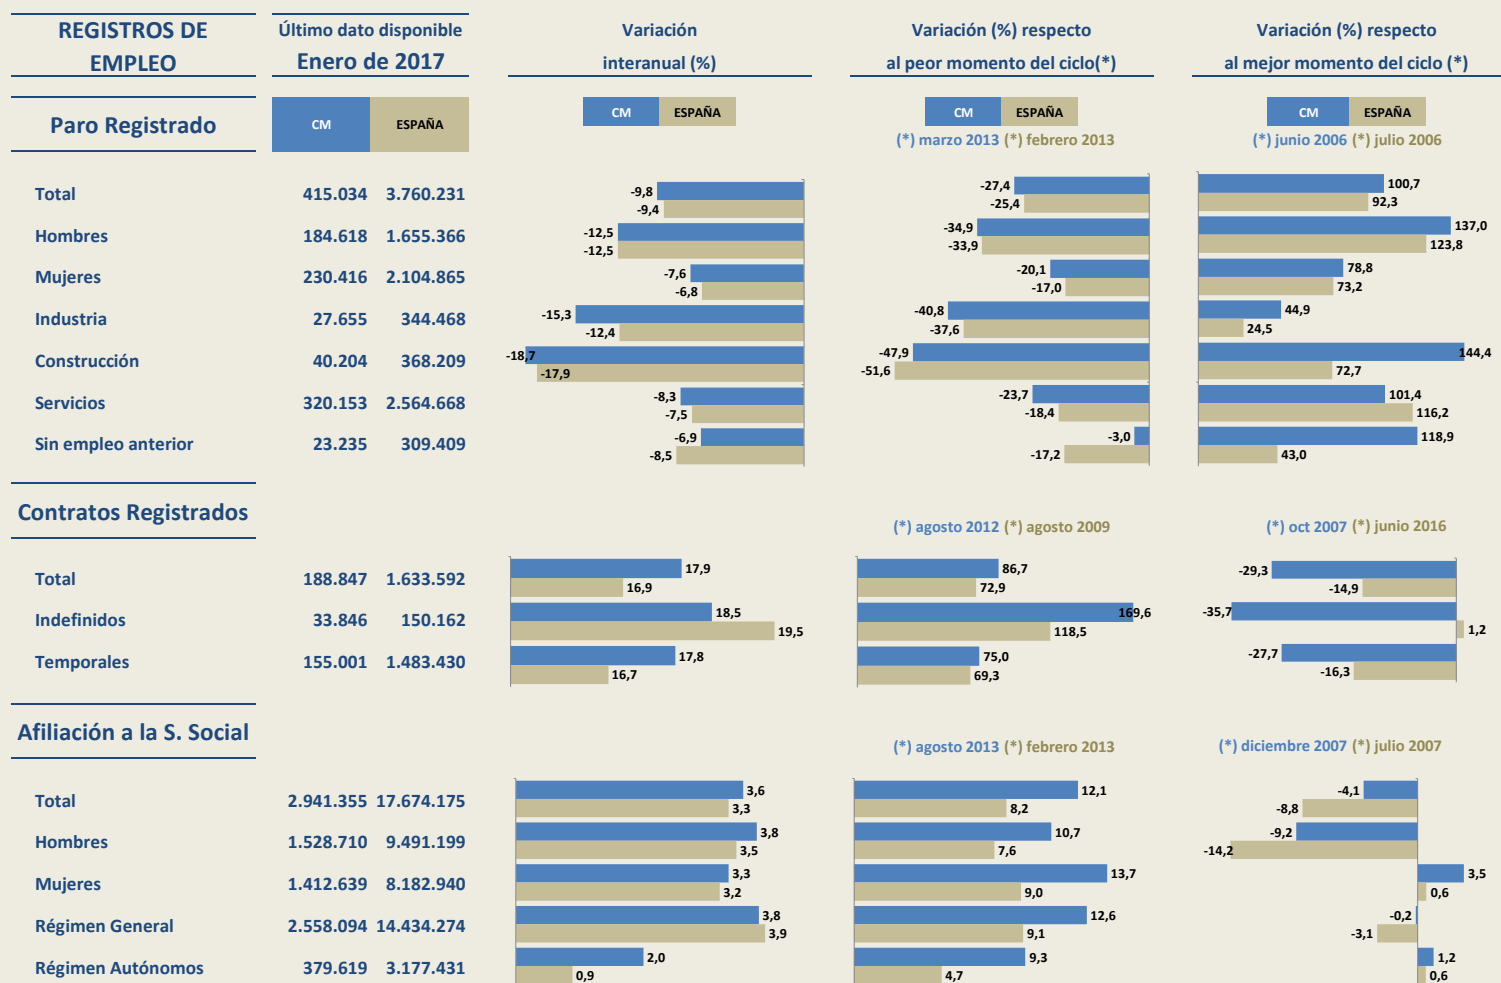 REGISTROS DE EMPLEO
Último dato disponible
Enero de 2017
Variación
interanual (%)
Variación (%) respecto
al peor momento del ciclo(*)
Variación (%) respecto
al mejor momento del ciclo (*)
Paro Registrado
CM ESPAÑA
CM ESPAÑA
CM ESPAÑA
(*) marzo 2013 (*) febrero 2013
CM ESPAÑA
(*) junio 2006 (*) julio 2006
Total 415.034 3.760.231 -9,8 -9,4 -27,4 -25,4 100,7 92,3
Hombres 184.618 1.655.366 -12,5 -12,5 -34,9 -33,9 137,0 123,8
Mujeres 230.416 2.104.865 -7,6 -6,8 -20,1 -17,0 78,8 73,2
Industria 27.655 344.468 -15,3 -12,4 -40,8 -37,6 44,9 24,5
Construcción 40.204 368.209 -18,7 -17,9 -47,9 -51,6 144,4 72,7
Servicios 320.153 2.564.668 -8,3 -7,5 -23,7 -18,4 101,4 116,2
Sin empleo anterior 23.235 309.409 -6,9 -8,5 -3,0 -17,2 118,9 43,0
Contratos Registrados
(*) agosto 2012 (*) agosto 2009
(*) oct 2007 (*) junio 2016
Total 188.847 1.633.592 17,9 16,9 86,7 72,9 -29,3 -14,9
Indefinidos 33.846 150.162 18,5 19,5 169,6 118,5 -35,7 1,2
Temporales 155.001 1.483.430 17,8 16,7 75,0 69,3 -27,7 -16,3
Afiliación a la S. Social
(*) agosto 2013 (*) febrero 2013
(*) diciembre 2007 (*) julio 2007
Total 2.941.355 17.674.175 3,6 3,3 12,1 8,2 -4,1 -8,8
Hombres 1.528.710 9.491.199 3,8 3,5 10,7 7,6 -9,2 -14,2
Mujeres 1.412.639 8.182.940 3,3 3,2 13,7 9,0 3,5 0,6
Régimen General 2.558.094 14.434.274 3,8 3,9 12,6 9,1 -0,2 -3,1
Régimen Autónomos 379.619 3.177.431 2,0 0,9 9,3 4,7 1,2 0,6